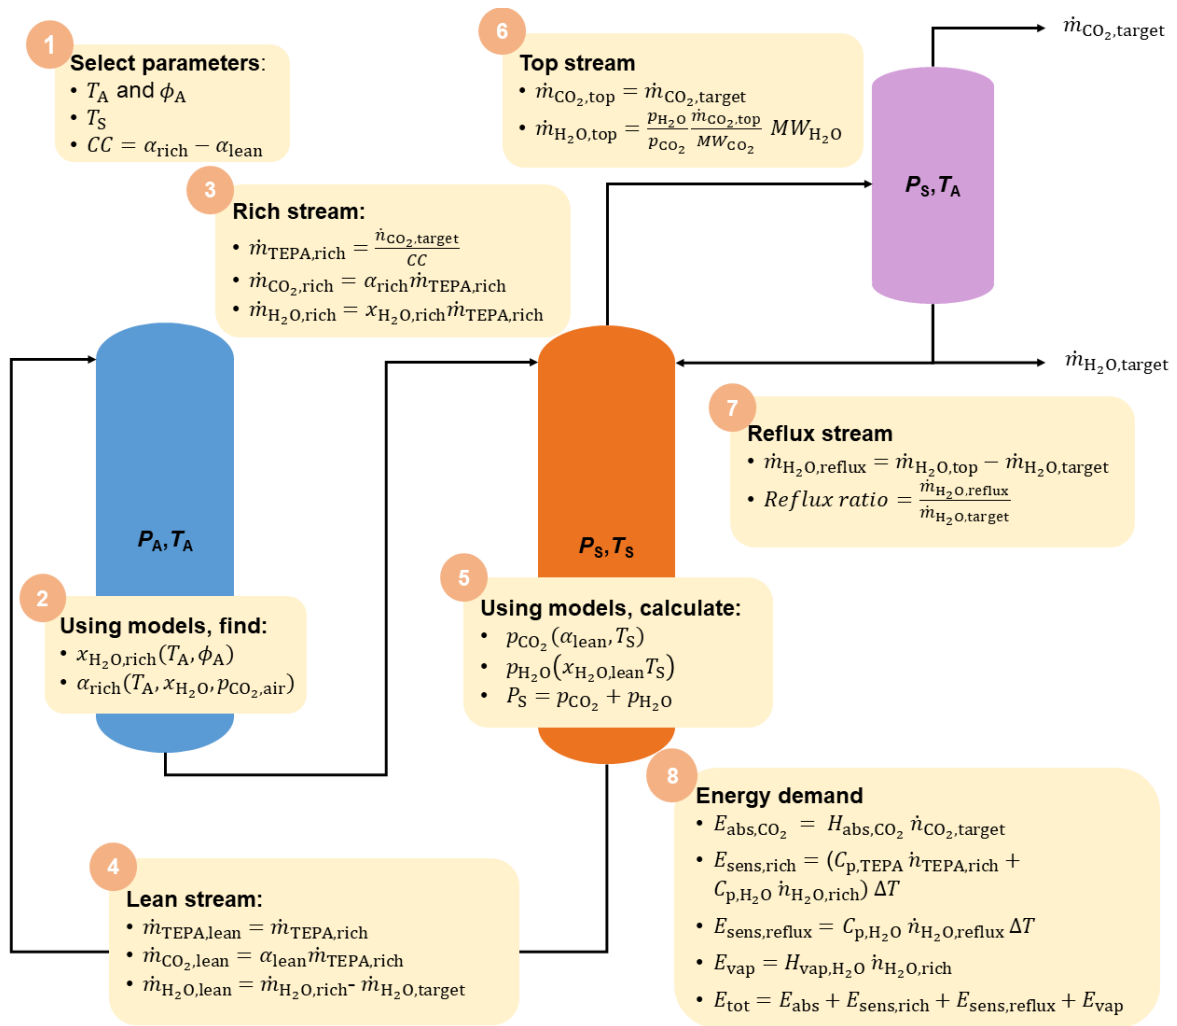 1
Select parameters:
• T_A and ϕ_A
• T_S
• CC = α_rich − α_lean
6
Top stream
• ṁ_CO₂,top = ṁ_CO₂,target
• ṁ_H₂O,top = (p_H₂O / p_CO₂) (ṁ_CO₂,top / MW_CO₂) MW_H₂O
ṁ_CO₂,target
P_S,T_A
3
Rich stream:
• ṁ_TEPA,rich = ṅ_CO₂,target / CC
• ṁ_CO₂,rich = α_rich ṁ_TEPA,rich
• ṁ_H₂O,rich = x_H₂O,rich ṁ_TEPA,rich
ṁ_H₂O,target
7
Reflux stream
• ṁ_H₂O,reflux = ṁ_H₂O,top − ṁ_H₂O,target
• Reflux ratio = ṁ_H₂O,reflux / ṁ_H₂O,target
P_A,T_A
P_S,T_S
2
Using models, find:
• x_H₂O,rich(T_A, ϕ_A)
• α_rich(T_A, x_H₂O, p_CO₂,air)
5
Using models, calculate:
• p_CO₂(α_lean, T_S)
• p_H₂O(x_H₂O,lean T_S)
• P_S = p_CO₂ + p_H₂O
4
Lean stream:
• ṁ_TEPA,lean = ṁ_TEPA,rich
• ṁ_CO₂,lean = α_lean ṁ_TEPA,rich
• ṁ_H₂O,lean = ṁ_H₂O,rich - ṁ_H₂O,target
8
Energy demand
• E_abs,CO₂ = H_abs,CO₂ ṅ_CO₂,target
• E_sens,rich = (C_p,TEPA ṅ_TEPA,rich +
C_p,H₂O ṅ_H₂O,rich) ΔT
• E_sens,reflux = C_p,H₂O ṅ_H₂O,reflux ΔT
• E_vap = H_vap,H₂O ṅ_H₂O,rich
• E_tot = E_abs + E_sens,rich + E_sens,reflux + E_vap